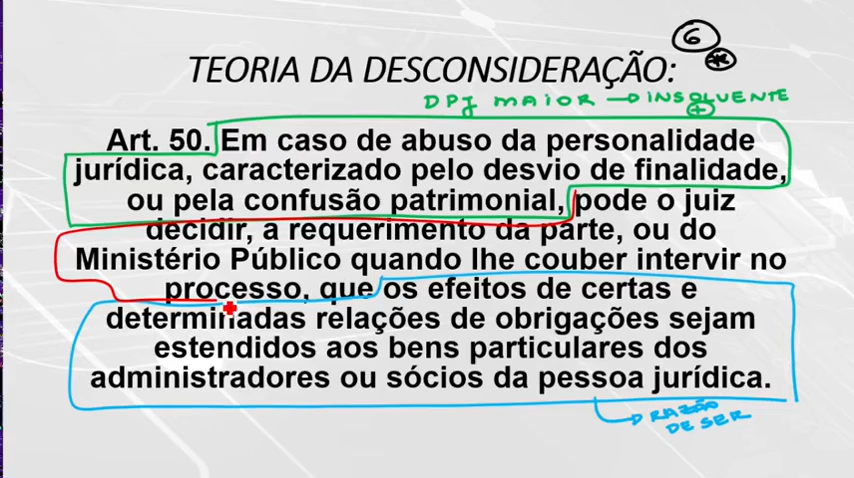 6
*
TEORIA DA DESCONSIDERAÇÃO:
DPJ MAIOR → INSOLVENTE
+
Art. 50. Em caso de abuso da personalidade
jurídica, caracterizado pelo desvio de finalidade,
ou pela confusão patrimonial, pode o juiz
decidir, a requerimento da parte, ou do
Ministério Público quando lhe couber intervir no
processo, que os efeitos de certas e
determinadas relações de obrigações sejam
estendidos aos bens particulares dos
administradores ou sócios da pessoa jurídica.
→ RAZÃO
DE SER